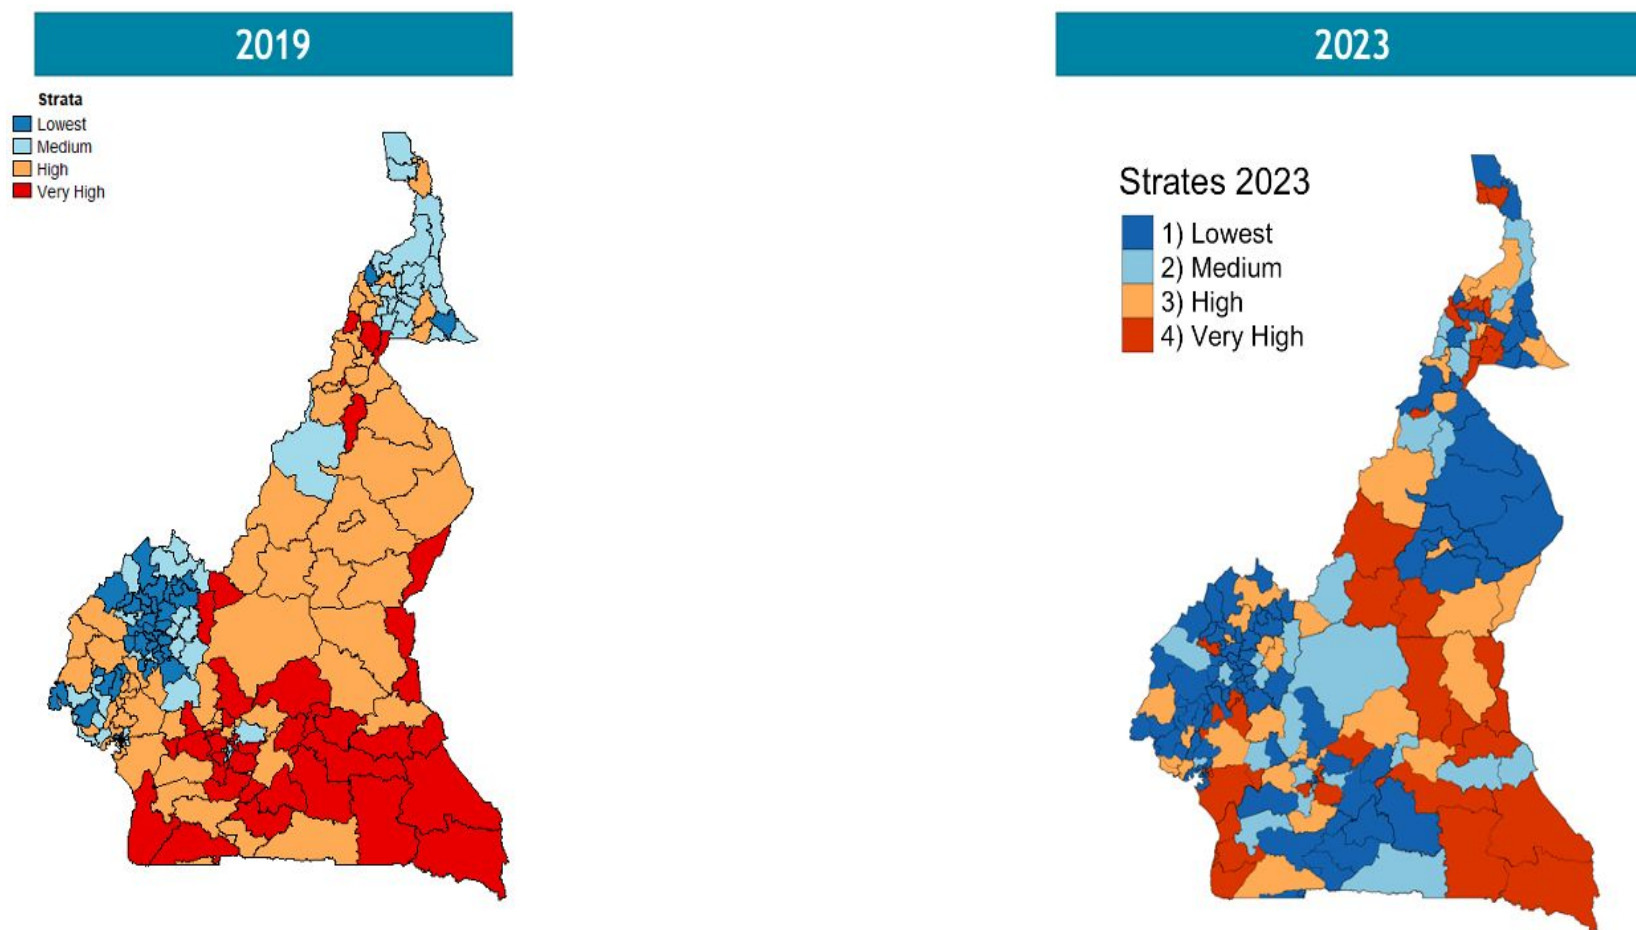 2019
2023
Strata
Lowest
Medium
High
Very High
Strates 2023
1) Lowest
2) Medium
3) High
4) Very High